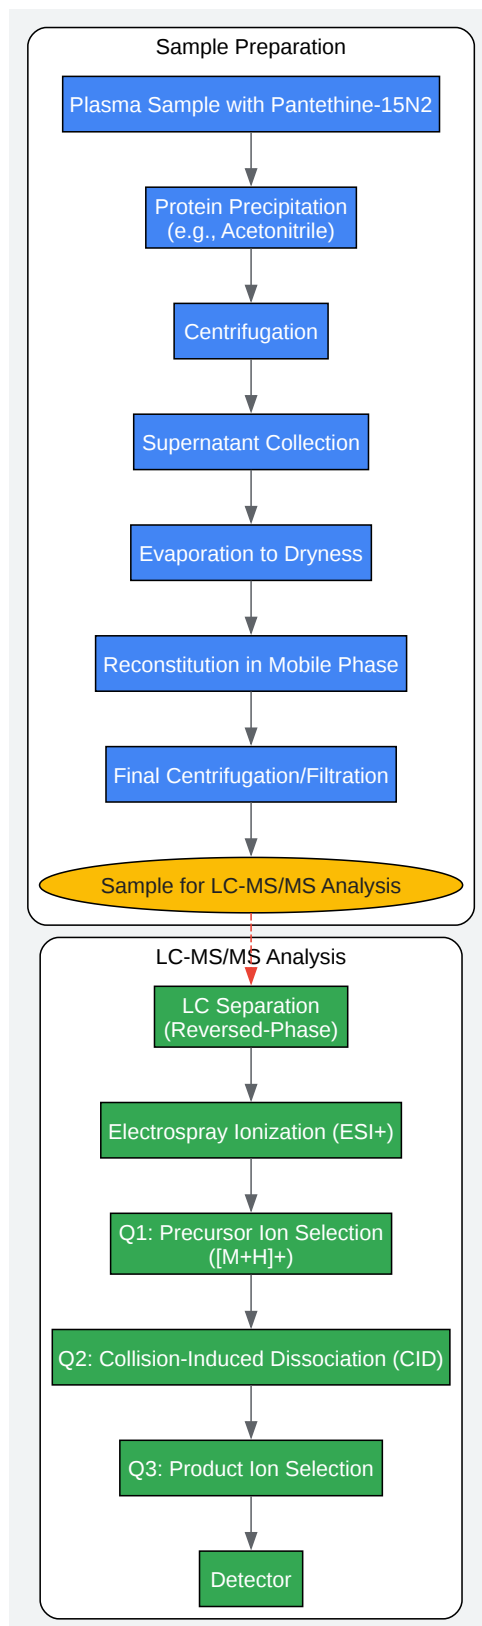 Sample Preparation
Plasma Sample with Pantethine-15N2
Protein Precipitation
(e.g., Acetonitrile)
Centrifugation
Supernatant Collection
Evaporation to Dryness
Reconstitution in Mobile Phase
Final Centrifugation/Filtration
Sample for LC-MS/MS Analysis
LC-MS/MS Analysis
LC Separation
(Reversed-Phase)
Electrospray Ionization (ESI+)
Q1: Precursor Ion Selection
([M+H]+)
Q2: Collision-Induced Dissociation (CID)
Q3: Product Ion Selection
Detector